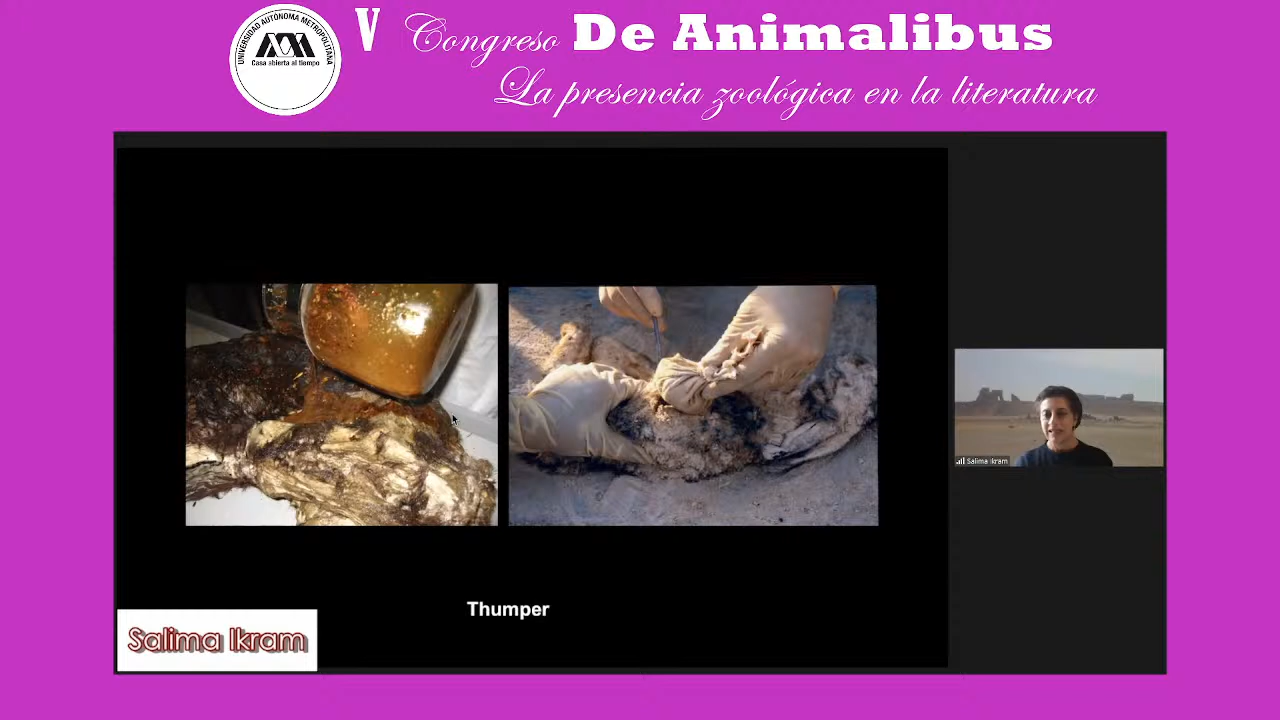 UNIVERSIDAD AUTÓNOMA METROPOLITANA
Casa abierta al tiempo
V Congreso De Animalibus
La presencia zoológica en la literatura
Salima Ikram
Thumper
Salima Ikram